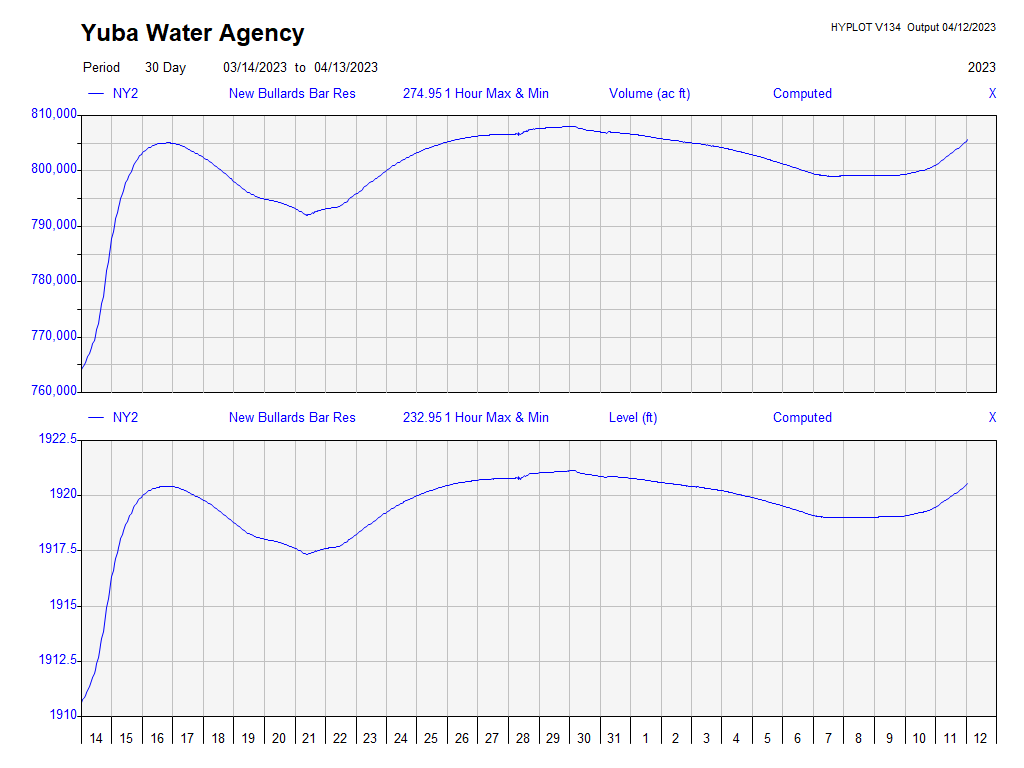 Yuba Water Agency
HYPLOT V134 Output 04/12/2023
Period 30 Day 03/14/2023 to 04/13/2023 2023
NY2 New Bullards Bar Res 274.95 1 Hour Max & Min Volume (ac ft) Computed X
810,000
800,000
790,000
780,000
770,000
760,000
NY2 New Bullards Bar Res 232.95 1 Hour Max & Min Level (ft) Computed X
1922.5
1920
1917.5
1915
1912.5
1910
14 15 16 17 18 19 20 21 22 23 24 25 26 27 28 29 30 31 1 2 3 4 5 6 7 8 9 10 11 12